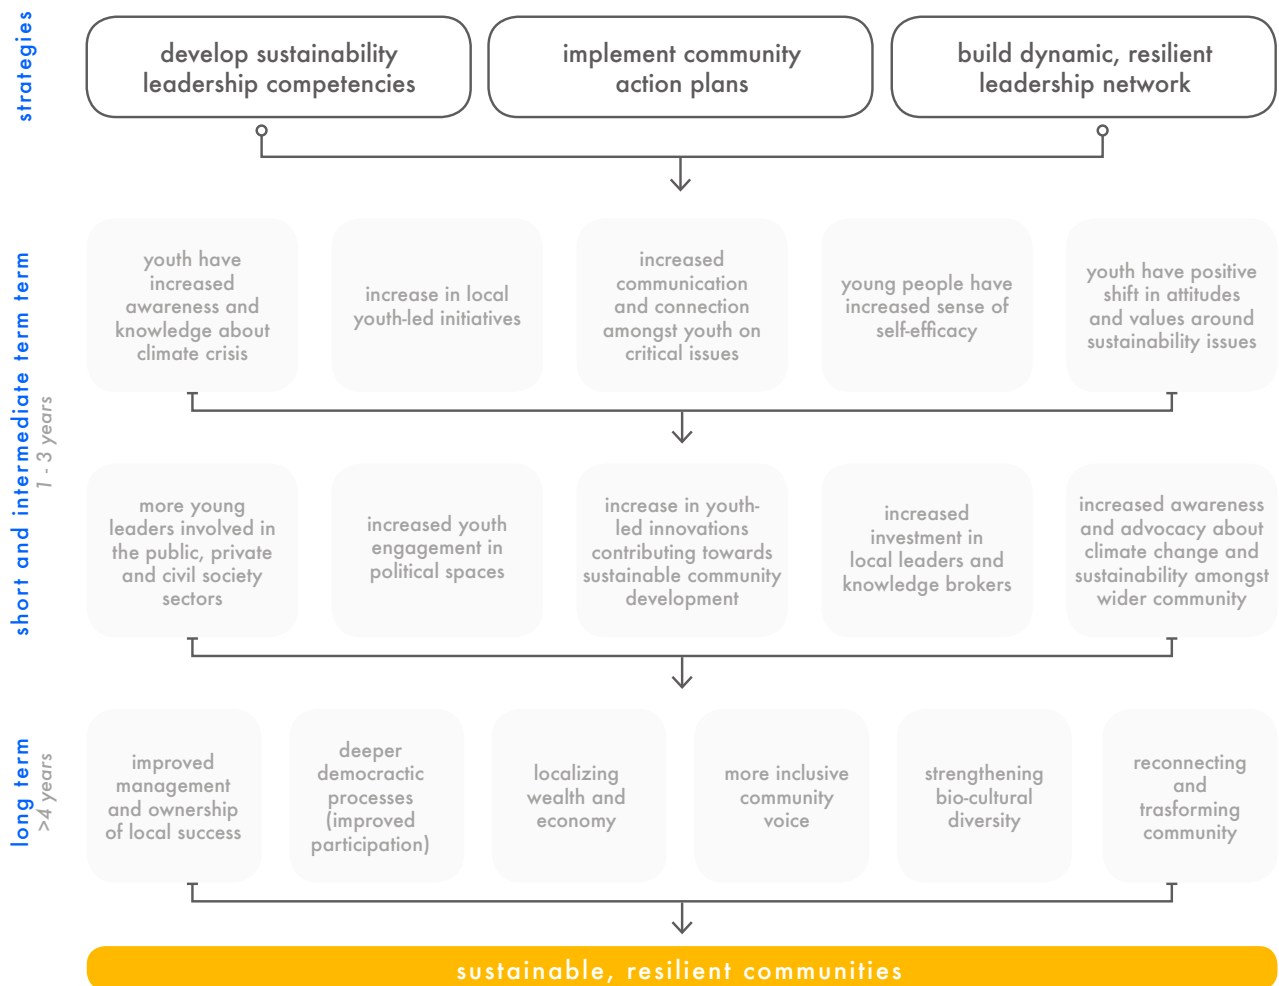 strategies
develop sustainability
leadership competencies
implement community
action plans
build dynamic, resilient
leadership network
short and intermediate term term
1 - 3 years
youth have
increased
awareness and
knowledge about
climate crisis
increase in local
youth-led initiatives
increased
communication
and connection
amongst youth on
critical issues
young people have
increased sense of
self-efficacy
youth have positive
shift in attitudes
and values around
sustainability issues
more young
leaders involved in
the public, private
and civil society
sectors
increased youth
engagement in
political spaces
increase in youth-
led innovations
contributing towards
sustainable community
development
increased
investment in
local leaders and
knowledge brokers
increased awareness
and advocacy about
climate change and
sustainability amongst
wider community
long term
>4 years
improved
management
and ownership
of local success
deeper
democractic
processes
(improved
participation)
localizing
wealth and
economy
more inclusive
community
voice
strengthening
bio-cultural
diversity
reconnecting
and
trasforming
community
sustainable, resilient communities